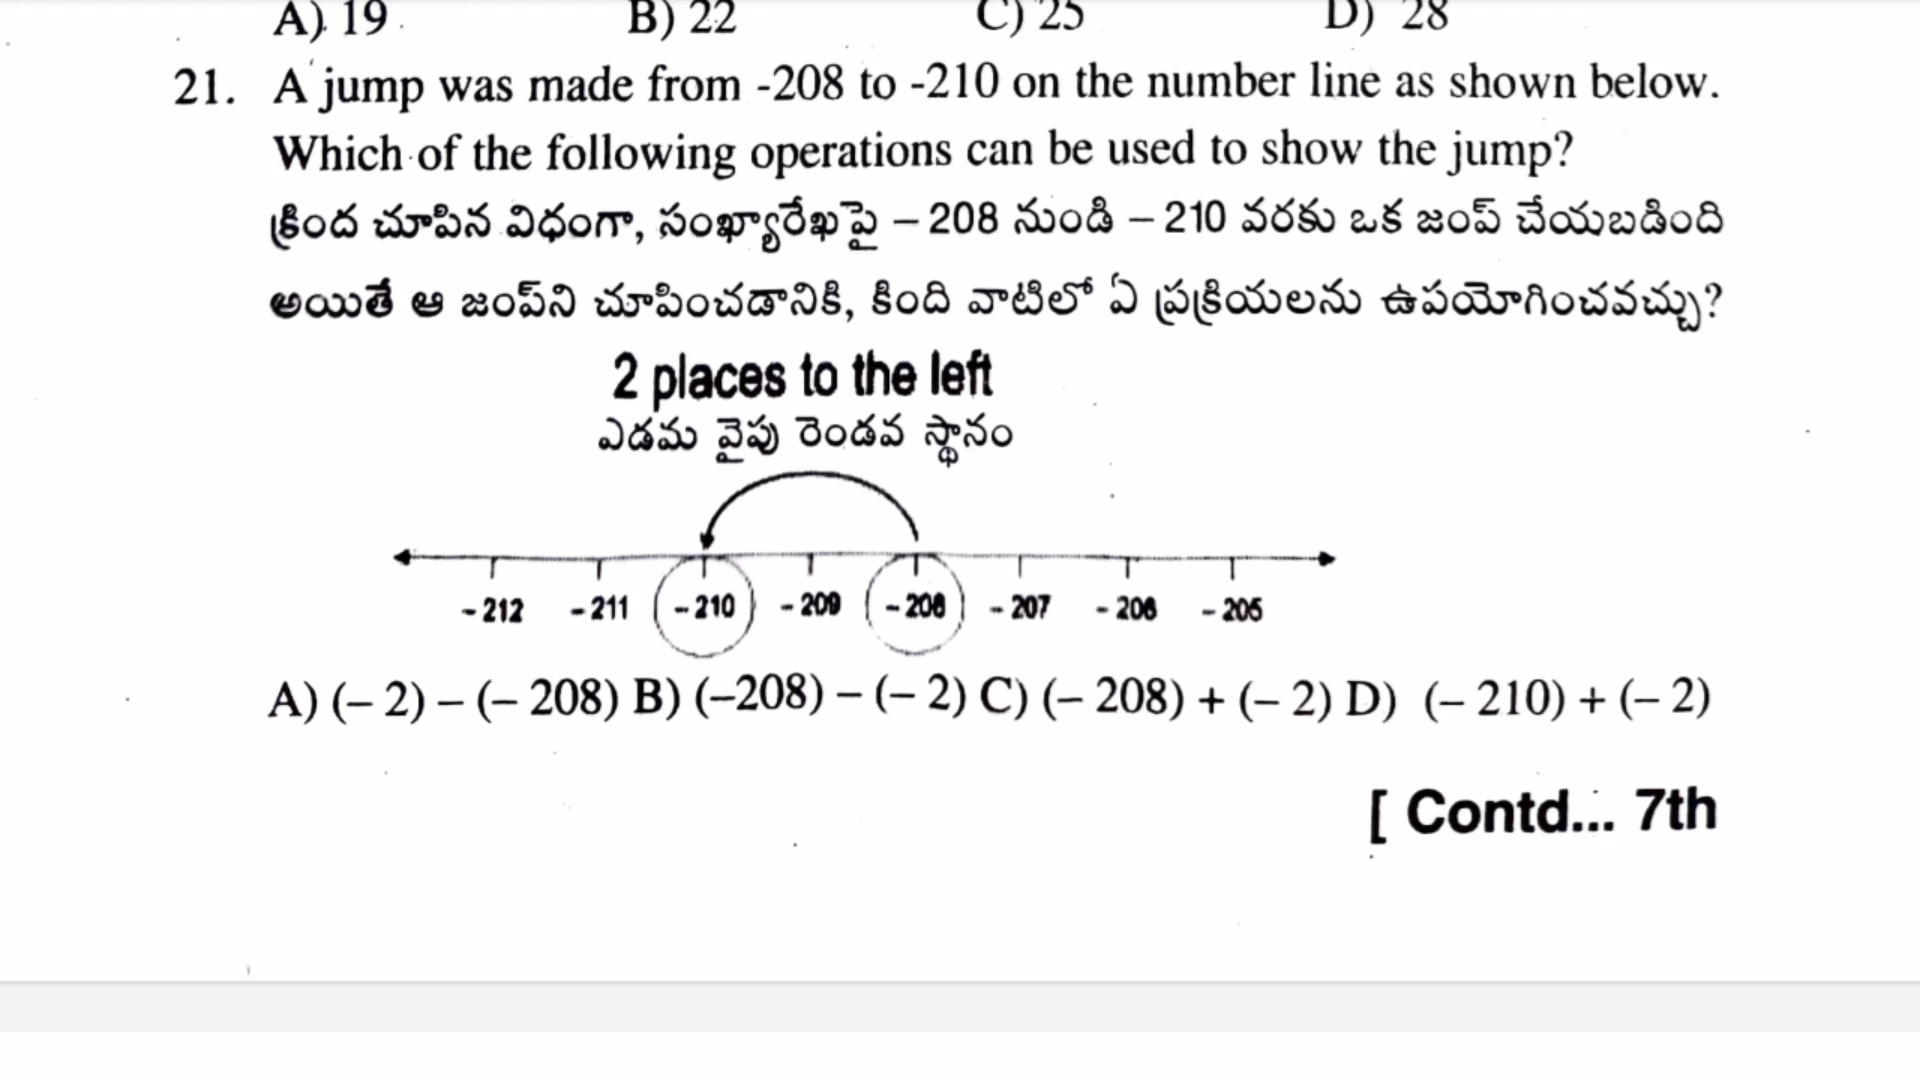 A) 19 B) 22 C) 25 D) 28
21. A jump was made from -208 to -210 on the number line as shown below.
Which of the following operations can be used to show the jump?
క్రింద చూపిన విధంగా, సంఖ్యారేఖపై – 208 నుండి – 210 వరకు ఒక జంప్ చేయబడింది
అయితే ఆ జంప్‌ని చూపించడానికి, కింది వాటిలో ఏ ప్రక్రియలను ఉపయోగించవచ్చు?
2 places to the left
ఎడమ వైపు రెండవ స్థానం
- 212 - 211 - 210 - 209 - 208 - 207 - 206 - 205
A) (– 2) – (– 208) B) (–208) – (– 2) C) (– 208) + (– 2) D) (– 210) + (– 2)
[ Contd... 7th